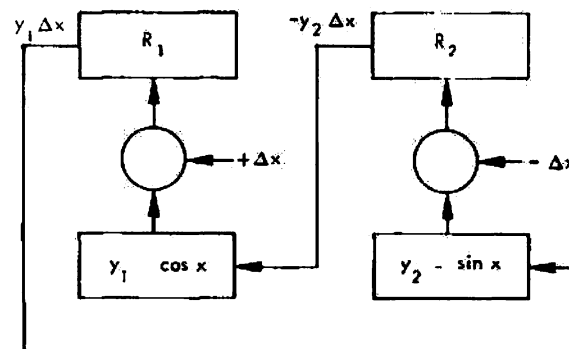 y₁ Δx
R₁
-y₂ Δx
R₂
+ Δx
- Δx
y₁ cos x
y₂ - sin x